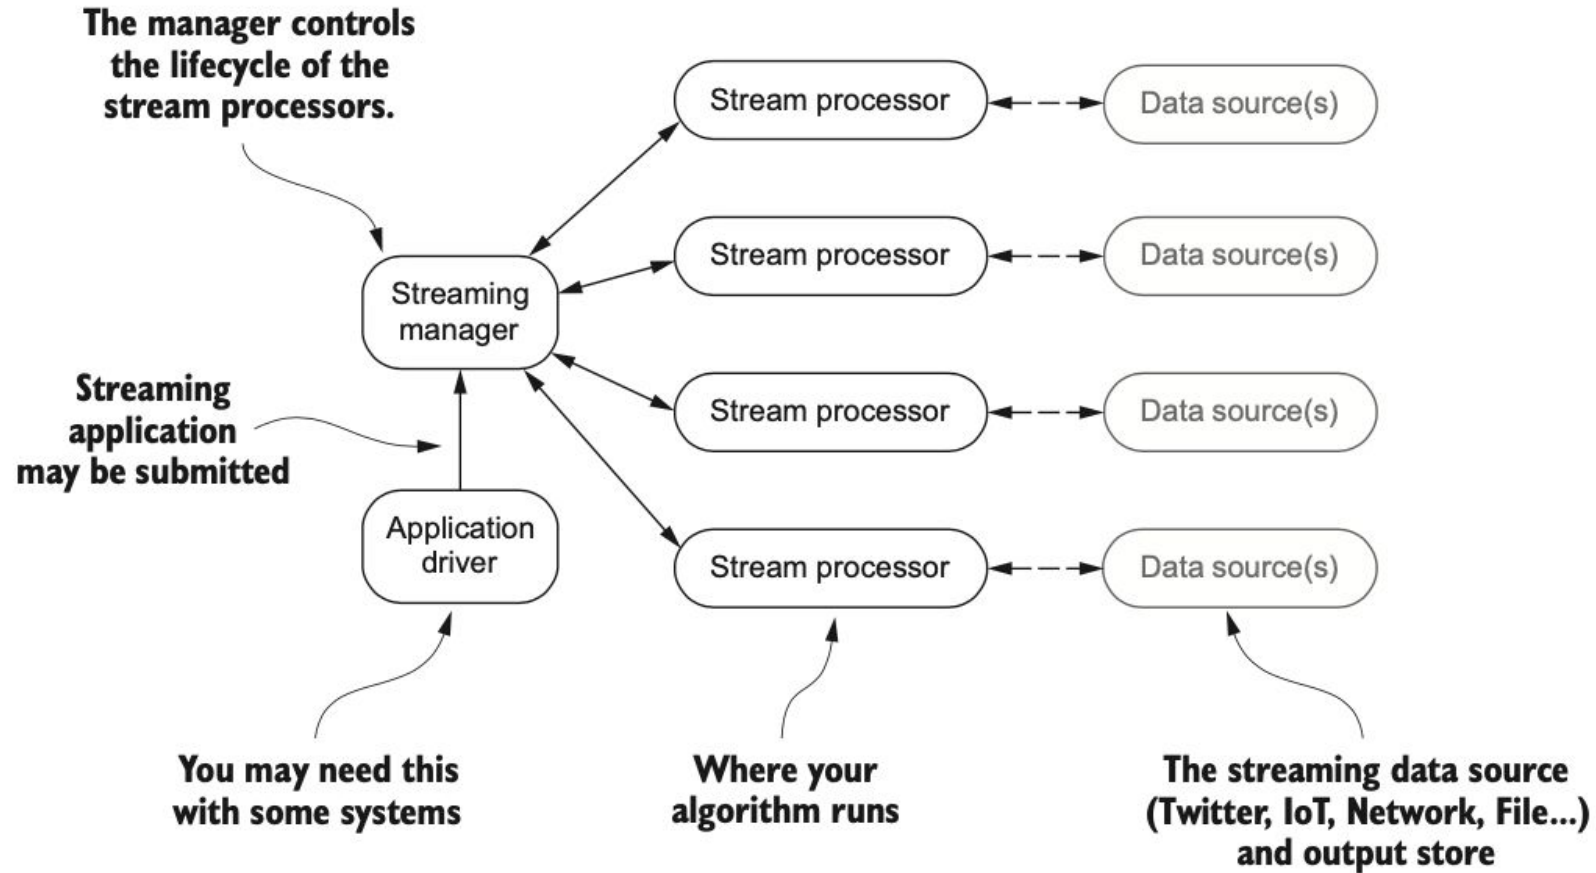 The manager controls
the lifecycle of the
stream processors.
Stream processor
Data source(s)
Stream processor
Data source(s)
Streaming
manager
Streaming
application
may be submitted
Stream processor
Data source(s)
Application
driver
Stream processor
Data source(s)
You may need this
with some systems
Where your
algorithm runs
The streaming data source
(Twitter, IoT, Network, File...)
and output store